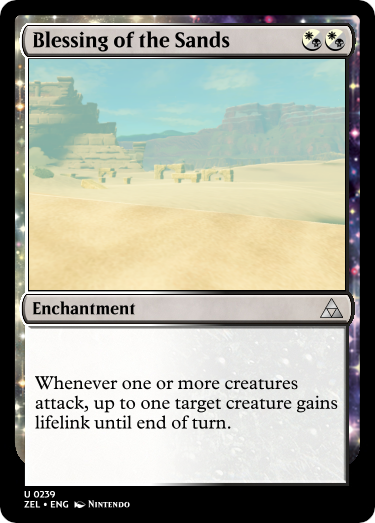 Blessing of the Sands
Enchantment
Whenever one or more creatures
attack, up to one target creature gains
lifelink until end of turn.
U 0239
ZEL • ENG Nintendo